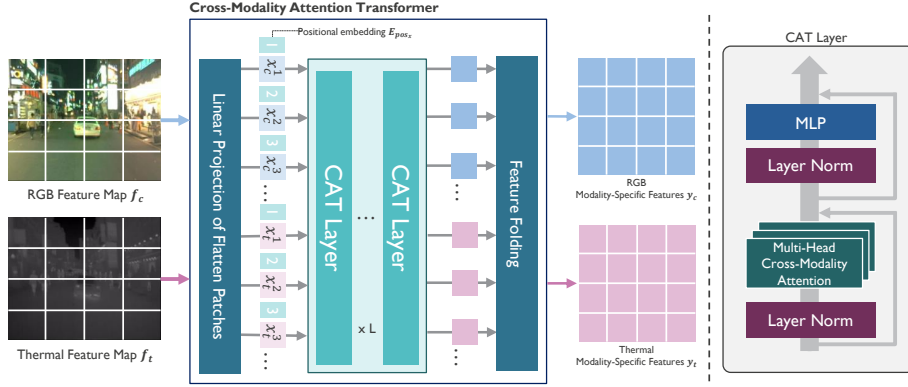 Cross-Modality Attention Transformer
Positional embedding E_{pos_s}
RGB Feature Map f_c
Thermal Feature Map f_t
Linear Projection of Flatten Patches
1
x_c^1
2
x_c^2
3
x_c^3
...
1
x_t^1
2
x_t^2
3
x_t^3
...
CAT Layer
...
CAT Layer
x L
...
...
Feature Folding
RGB
Modality-Specific Features y_c
Thermal
Modality-Specific Features y_t
CAT Layer
MLP
Layer Norm
Multi-Head
Cross-Modality
Attention
Layer Norm